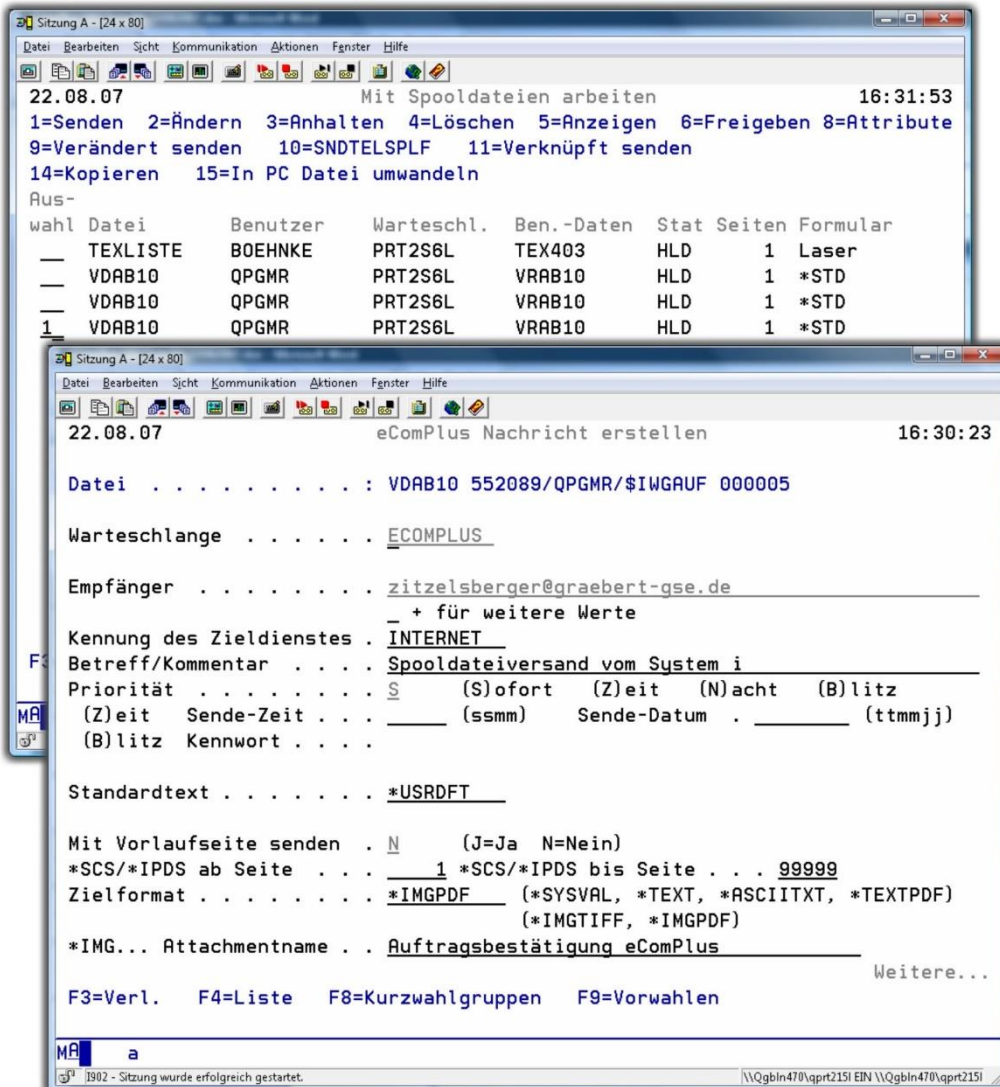 Sitzung A - [24 x 80]
Datei Bearbeiten Sicht Kommunikation Aktionen Fenster Hilfe
22.08.07 Mit Spooldateien arbeiten 16:31:53
1=Senden 2=Ändern 3=Anhalten 4=Löschen 5=Anzeigen 6=Freigeben 8=Attribute
9=Verändert senden 10=SNDTELSPLF 11=Verknüpft senden
14=Kopieren 15=In PC Datei umwandeln
Aus-
wahl Datei Benutzer Warteschl. Ben.-Daten Stat Seiten Formular
__ TEXLISTE BOEHNKE PRT2S6L TEX403 HLD 1 Laser
__ VDAB10 QPGMR PRT2S6L VRAB10 HLD 1 *STD
__ VDAB10 QPGMR PRT2S6L VRAB10 HLD 1 *STD
1_ VDAB10 QPGMR PRT2S6L VRAB10 HLD 1 *STD
MA
Sitzung A - [24 x 80]
Datei Bearbeiten Sicht Kommunikation Aktionen Fenster Hilfe
22.08.07 eComPlus Nachricht erstellen 16:30:23
Datei . . . . . . . . . : VDAB10 552089/QPGMR/$IWGAUF 000005
Warteschlange . . . . . . ECOMPLUS
Empfänger . . . . . . . . zitzelsberger@graebert-gse.de
_ + für weitere Werte
Kennung des Zieldienstes . INTERNET
Betreff/Kommentar . . . . Spooldateiversand vom System i
Priorität . . . . . . . . S (S)ofort (Z)eit (N)acht (B)litz
(Z)eit Sende-Zeit . . . _____ (ssmm) Sende-Datum . ________ (ttmmjj)
(B)litz Kennwort . . . .
Standardtext . . . . . . . *USRDFT
Mit Vorlaufseite senden . N (J=Ja N=Nein)
*SCS/*IPDS ab Seite . . . 1 *SCS/*IPDS bis Seite . . . 99999
Zielformat . . . . . . . . *IMGPDF (*SYSVAL, *TEXT, *ASCIITXT, *TEXTPDF)
(*IMGTIFF, *IMGPDF)
*IMG... Attachmentname . . Auftragsbestätigung eComPlus
Weitere...
F3=Verl. F4=Liste F8=Kurzwahlgruppen F9=Vorwahlen
MA a
I902 - Sitzung wurde erfolgreich gestartet. \\Qgbln470\qprt215l EIN \\Qgbln470\qprt215l